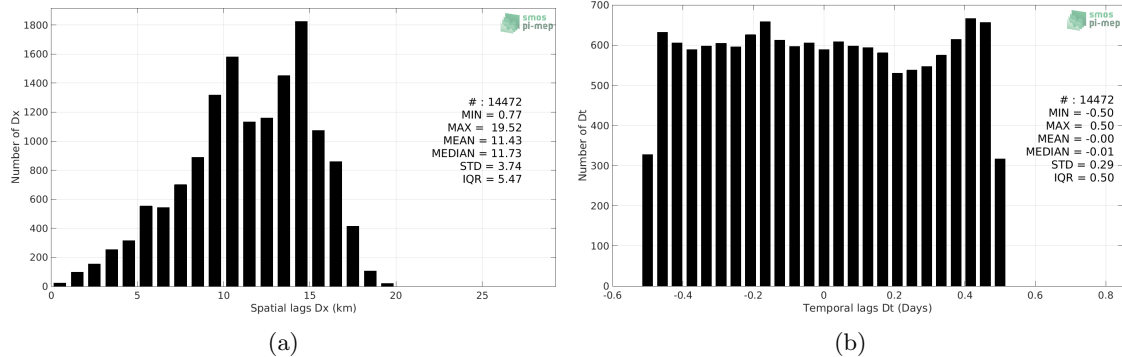 1800
1600
1400
1200
1000
800
600
400
200
0
Number of Dx
0 5 10 15 20 25
Spatial lags Dx (km)
smos
pi-mep
# : 14472
MIN = 0.77
MAX = 19.52
MEAN = 11.43
MEDIAN = 11.73
STD = 3.74
IQR = 5.47
(a)
700
600
500
400
300
200
100
0
Number of Dt
-0.6 -0.4 -0.2 0 0.2 0.4 0.6 0.8
Temporal lags Dt (Days)
smos
pi-mep
# : 14472
MIN = -0.50
MAX = 0.50
MEAN = -0.00
MEDIAN = -0.01
STD = 0.29
IQR = 0.50
(b)